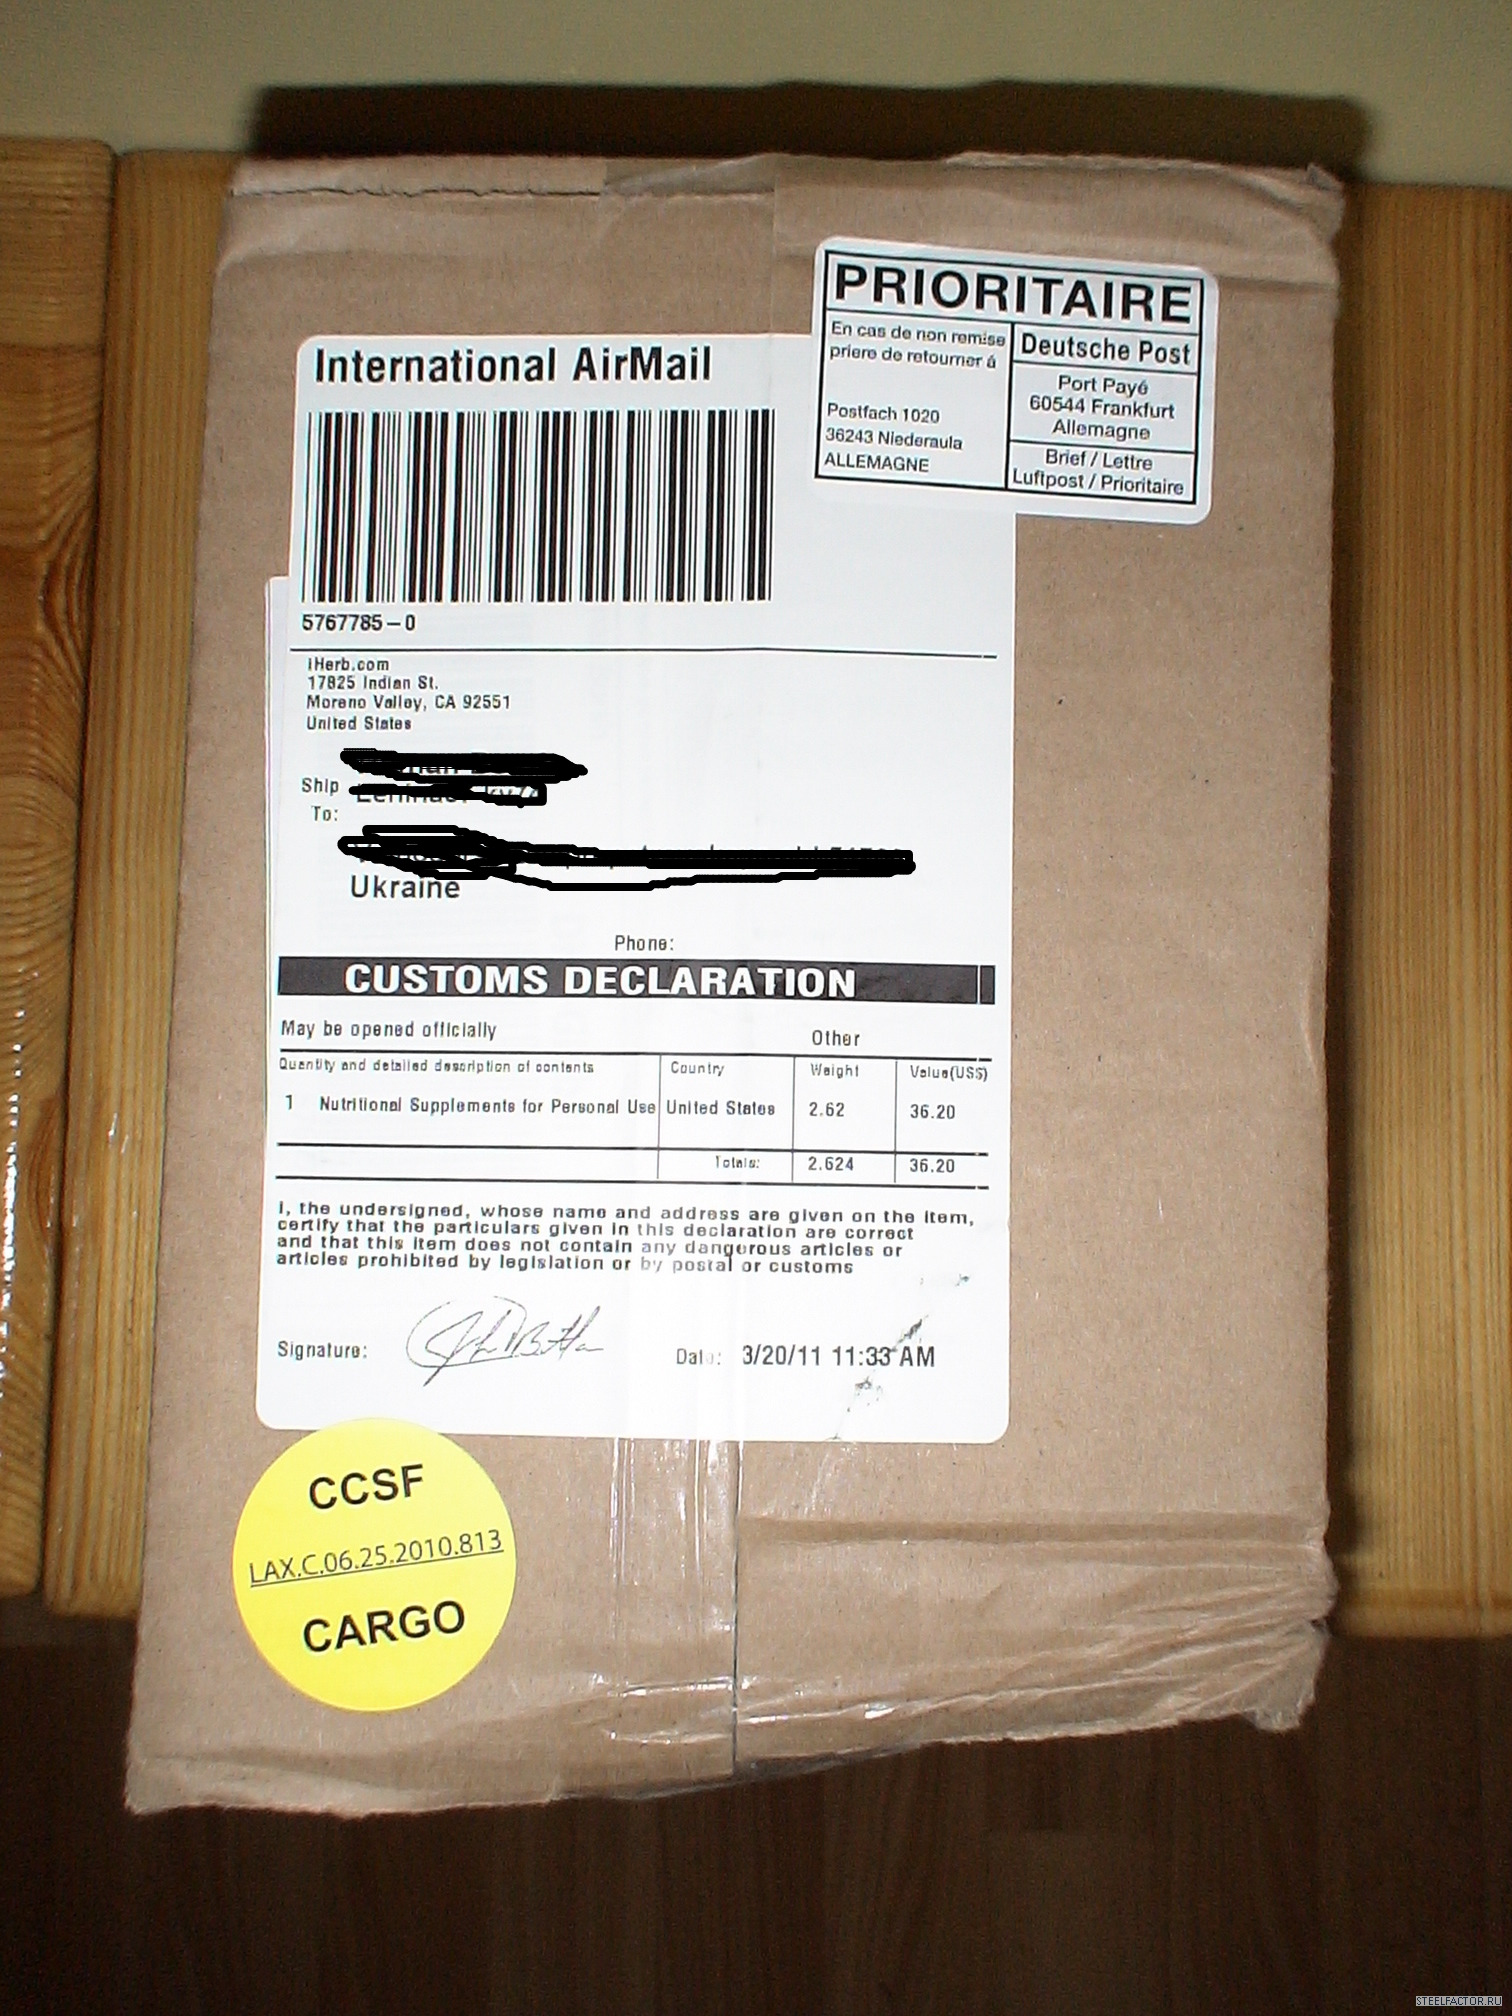 PRIORITAIRE
En cas de non remise
priere de retourner á
Postfach 1020
36243 Niederaula
ALLEMAGNE
Deutsche Post
Port Payé
60544 Frankfurt
Allemagne
Brief / Lettre
Luftpost / Prioritaire
International AirMail
5767785-0
iHerb.com
17825 Indian St.
Moreno Valley, CA 92551
United States
Ship
To:
Ukraine
Phone:
CUSTOMS DECLARATION
May be opened officially
Other
Quantity and detailed description of contents Country Weight Value(US$)
1 Nutritional Supplements for Personal Use United States 2.62 36.20
Totals: 2.624 36.20
I, the undersigned, whose name and address are given on the item,
certify that the particulars given in this declaration are correct
and that this item does not contain any dangerous articles or
articles prohibited by legislation or by postal or customs
Signature: Date: 3/20/11 11:33 AM
CCSF
LAX.C.06.25.2010.813
CARGO
STEELFACTOR.RU